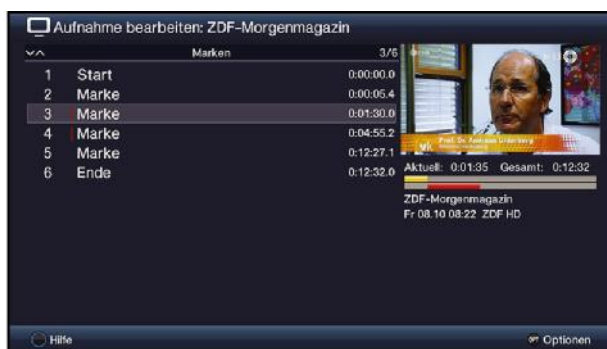 Aufnahme bearbeiten: ZDF-Morgenmagazin
Marken 3/6
1 Start 0:00:00.0
2 Marke 0:00:05.4
3 Marke 0:01:30.0
4 Marke 0:04:55.2
5 Marke 0:12:27.1
6 Ende 0:12:32.0
Prof. Dr.
Aktuell: 0:01:35 Gesamt: 0:12:32
ZDF-Morgenmagazin
Fr 08.10 08:22 ZDF HD
Hilfe
OPT Optionen